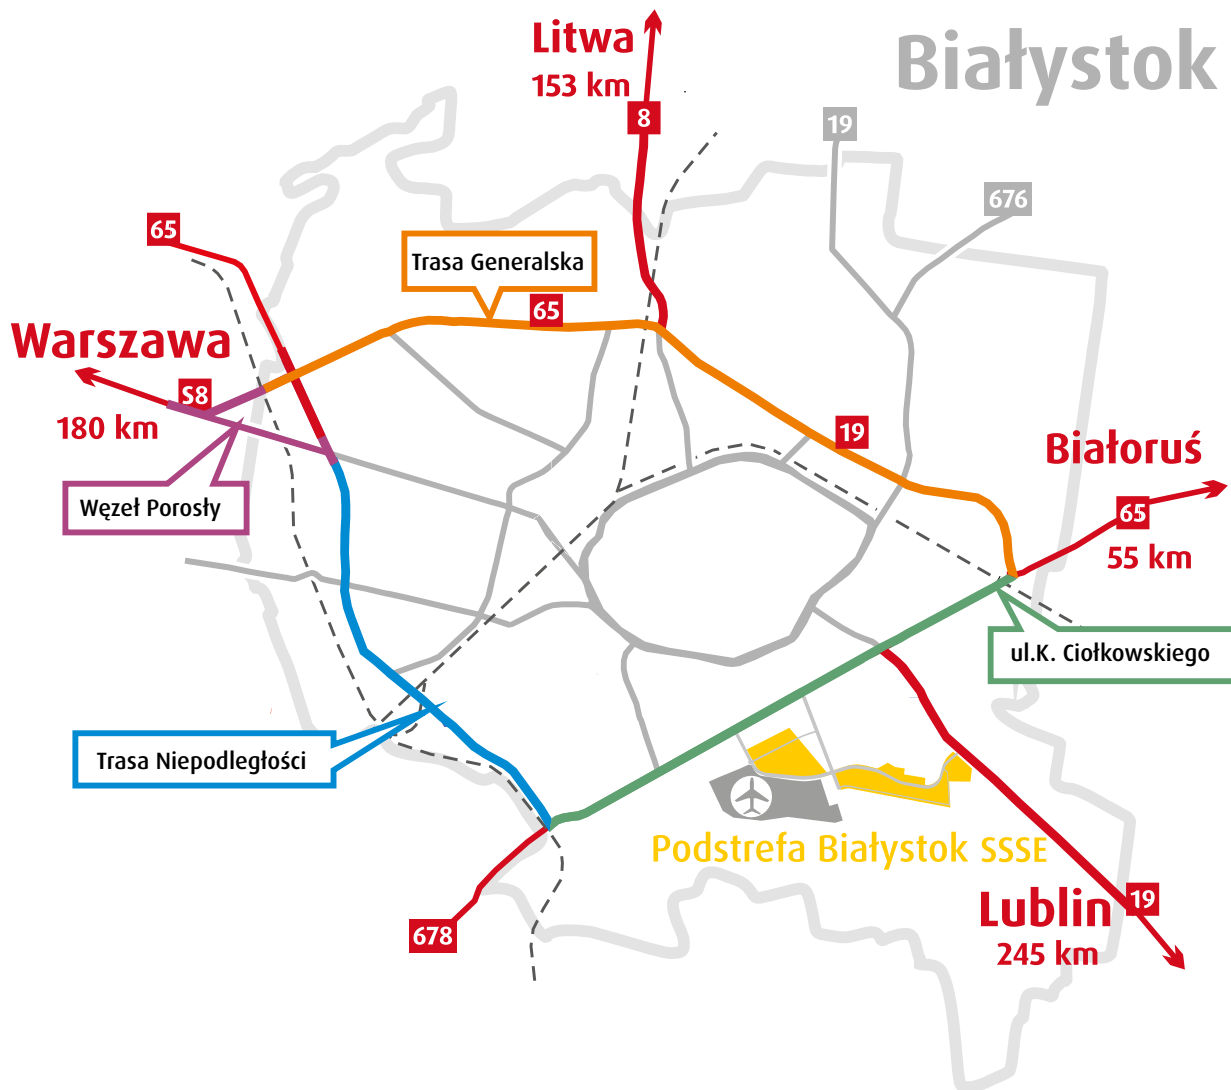 Białystok
Litwa
153 km
8
19
676
65
Trasa Generalska
65
Warszawa
S8
180 km
19
Białoruś
65
55 km
Węzeł Porosły
ul.K. Ciołkowskiego
Trasa Niepodległości
Podstrefa Białystok SSSE
Lublin
19
245 km
678